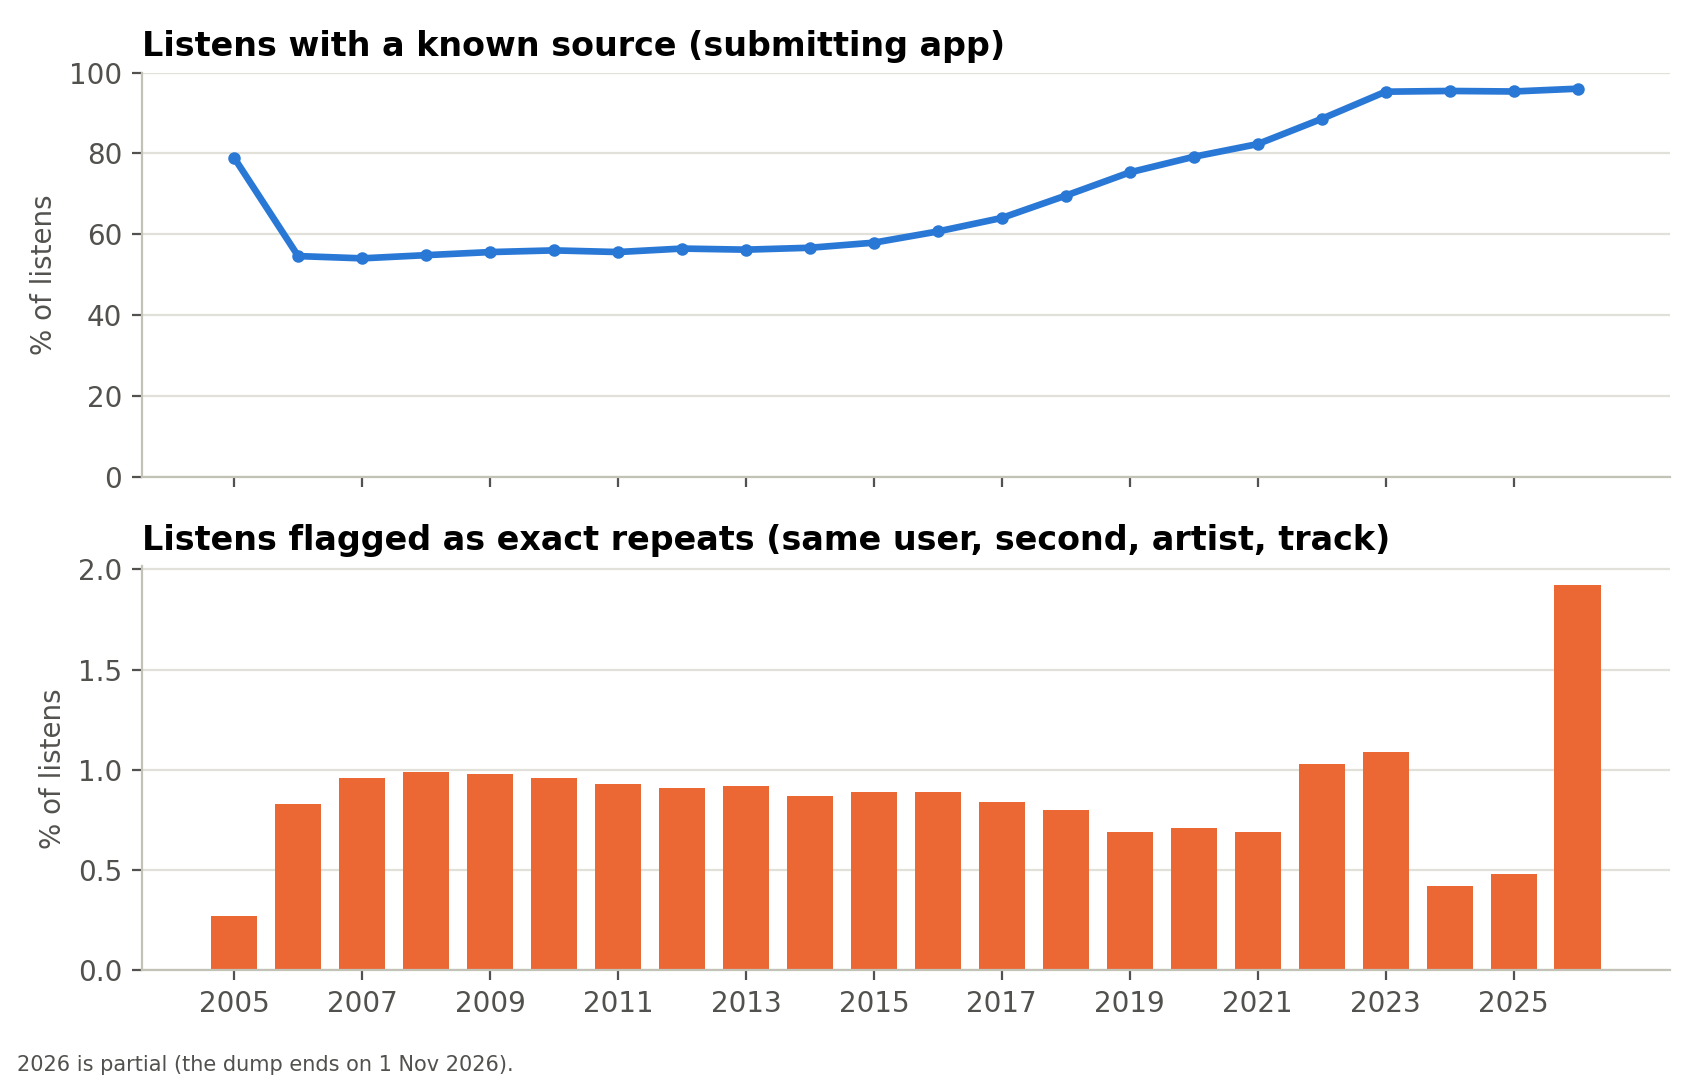 Listens with a known source (submitting app)
100
80
60
40
20
0
% of listens
Listens flagged as exact repeats (same user, second, artist, track)
2.0
1.5
1.0
0.5
0.0
% of listens
2005 2007 2009 2011 2013 2015 2017 2019 2021 2023 2025
2026 is partial (the dump ends on 1 Nov 2026).